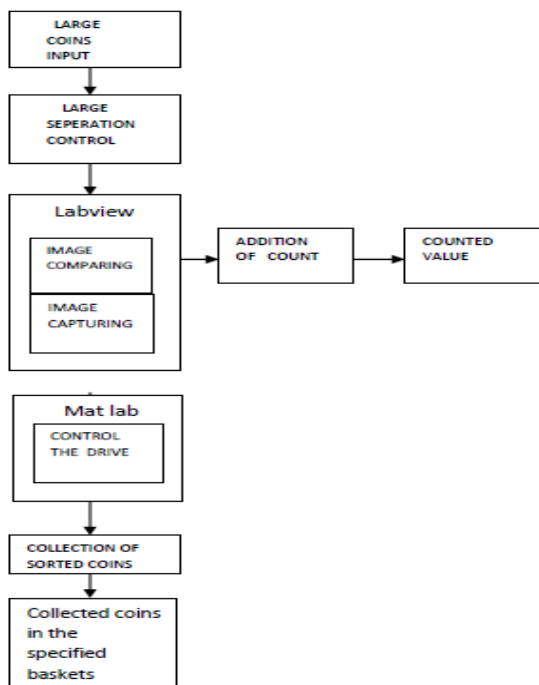 LARGE
COINS
INPUT
LARGE
SEPERATION
CONTROL
Labview
IMAGE
COMPARING
IMAGE
CAPTURING
ADDITION
OF COUNT
COUNTED
VALUE
Mat lab
CONTROL
THE DRIVE
COLLECTION OF
SORTED COINS
Collected coins
in the
specified
baskets